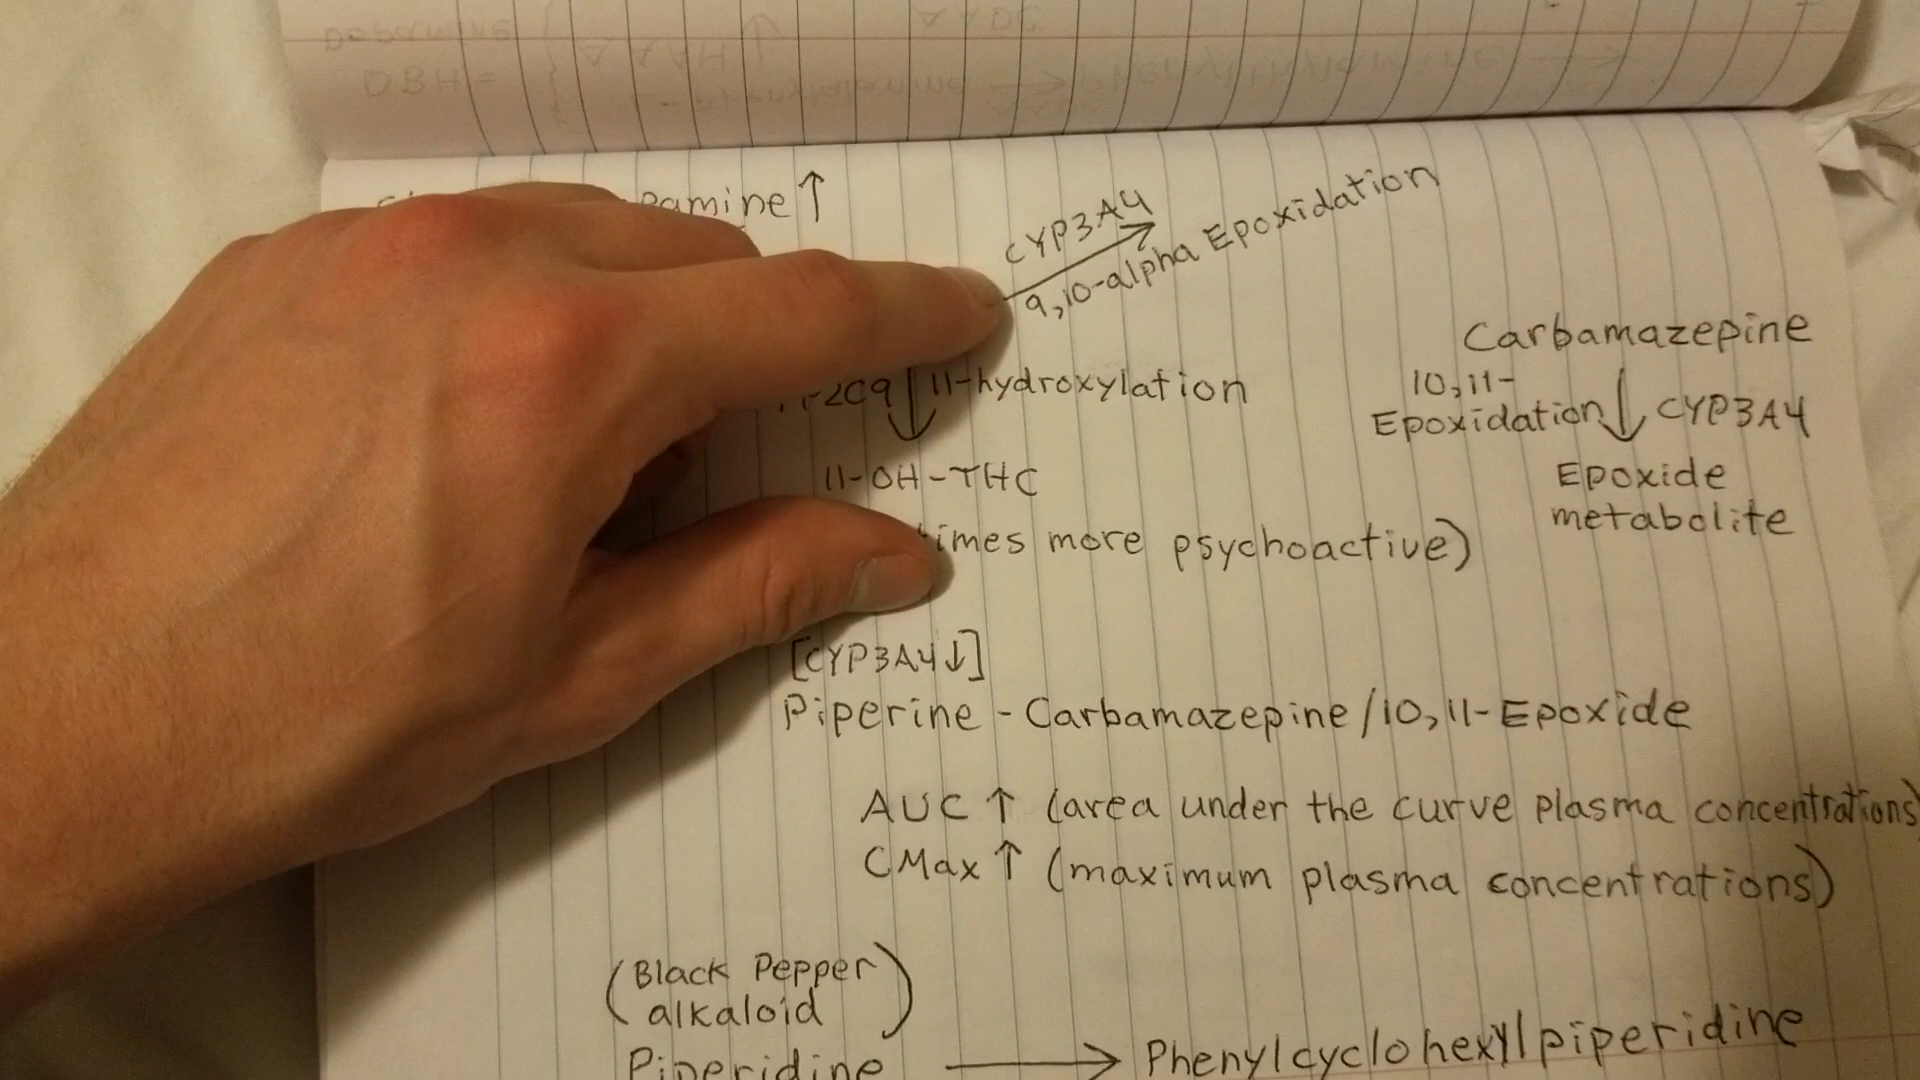 CYP3A4
9,10-alpha Epoxidation
Carbamazepine
11-hydroxylation
10,11-
Epoxidation
CYP3A4
11-OH-THC
Epoxide
metabolite
more psychoactive)
[CYP3A4↓]
Piperine - Carbamazepine/10,11-Epoxide
AUC ↑ (area under the curve plasma concentrations)
CMax ↑ (maximum plasma concentrations)
(Black Pepper
alkaloid)
Piperidine → Phenylcyclohexylpiperidine